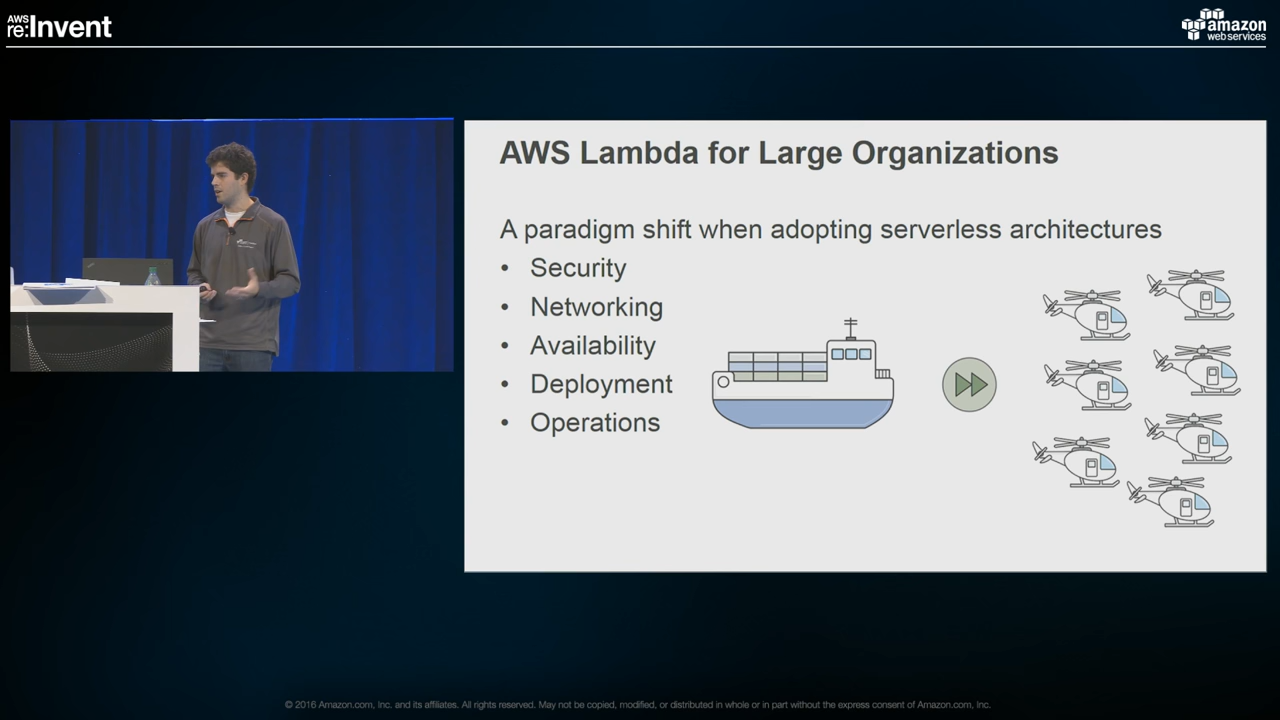 AWS
re:Invent
amazon
webservices
AWS Lambda for Large Organizations
A paradigm shift when adopting serverless architectures
• Security
• Networking
• Availability
• Deployment
• Operations
© 2016 Amazon.com, Inc. and its affiliates. All rights reserved. May not be copied, modified, or distributed in whole or in part without the express consent of Amazon.com, Inc.